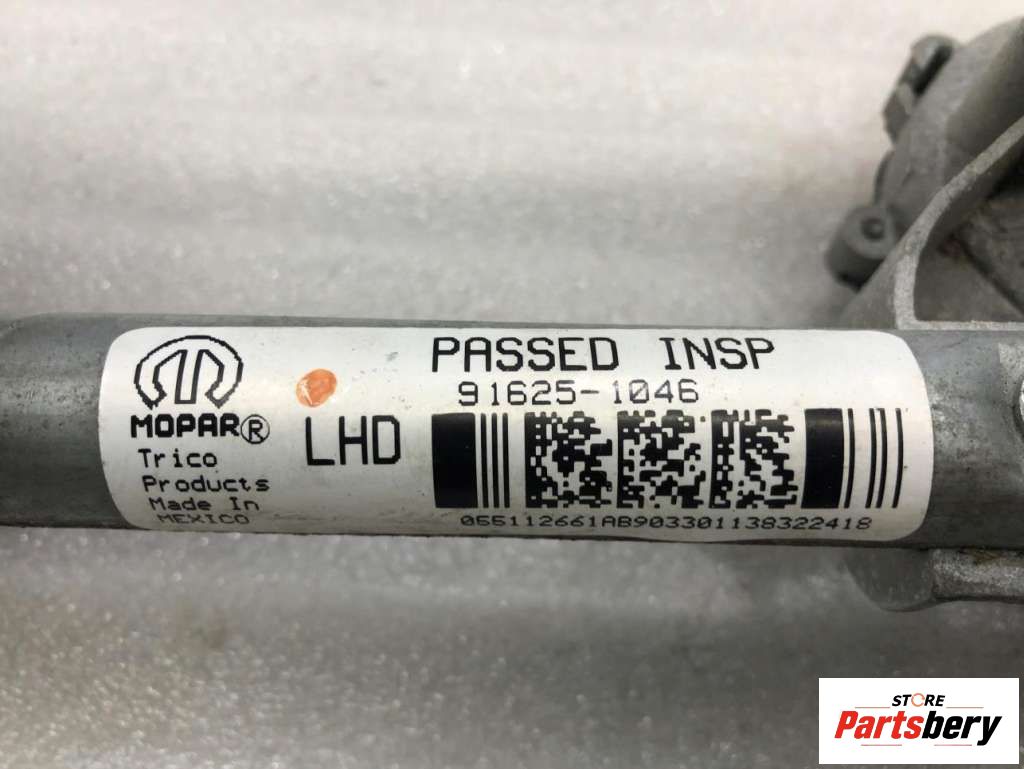 PASSED INSP
91625-1046
MOPAR®
LHD
Trico
Products
Made In
MEXICO
055112661AB903301138322418
STORE
Partsbery